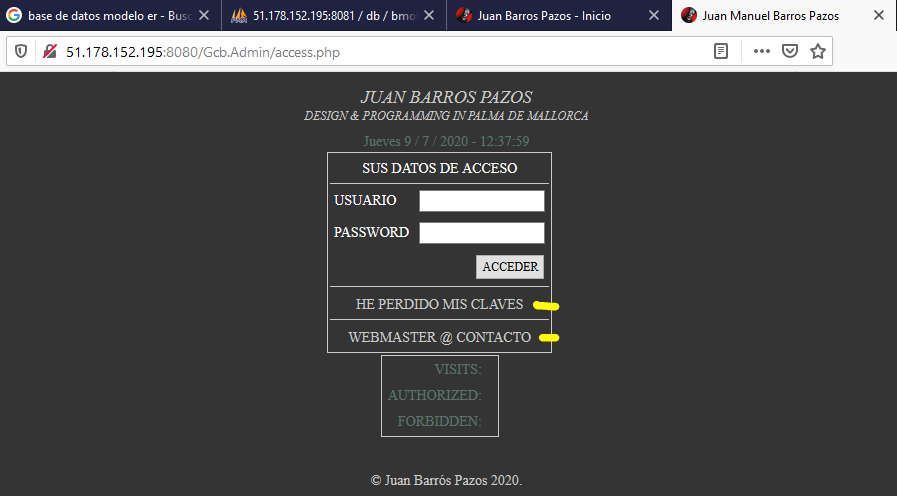 base de datos modelo er - Busc
51.178.152.195:8081 / db / bmo
Juan Barros Pazos - Inicio
Juan Manuel Barros Pazos
51.178.152.195:8080/Gcb.Admin/access.php
JUAN BARROS PAZOS
DESIGN & PROGRAMMING IN PALMA DE MALLORCA
Jueves 9 / 7 / 2020 - 12:37:59
SUS DATOS DE ACCESO
USUARIO
PASSWORD
ACCEDER
HE PERDIDO MIS CLAVES
WEBMASTER @ CONTACTO
VISITS:
AUTHORIZED:
FORBIDDEN:
© Juan Barrós Pazos 2020.